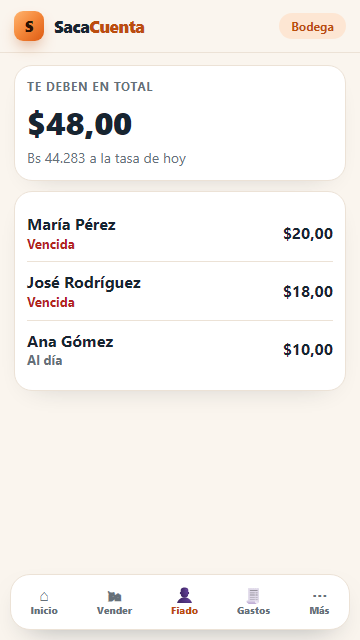 S SacaCuenta Bodega
TE DEBEN EN TOTAL
$48,00
Bs 44.283 a la tasa de hoy
María Pérez $20,00
Vencida
José Rodríguez $18,00
Vencida
Ana Gómez $10,00
Al día
Inicio Vender Fiado Gastos Más